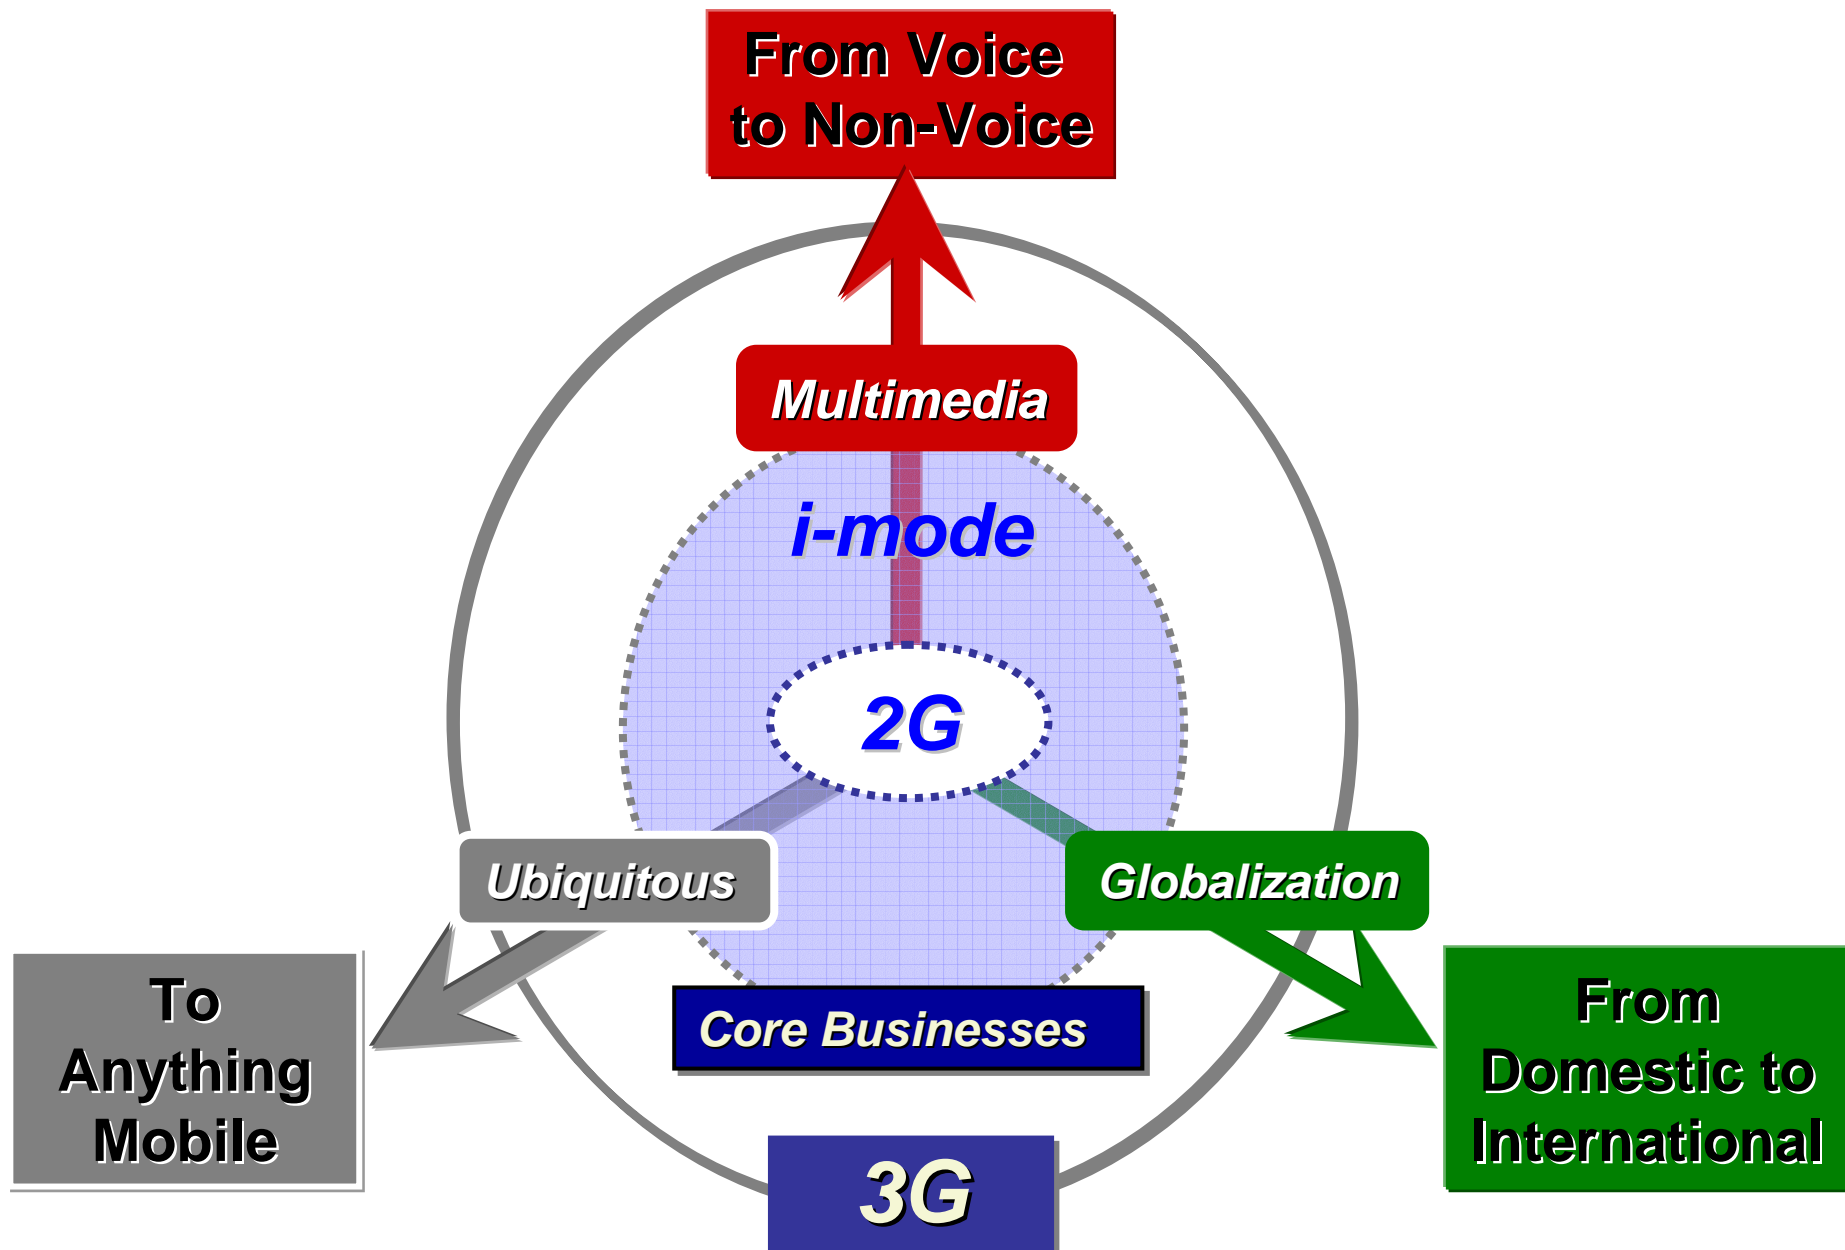 From Voice
to Non-Voice
Multimedia
i-mode
2G
Ubiquitous
Globalization
To
Anything
Mobile
Core Businesses
From
Domestic to
International
3G